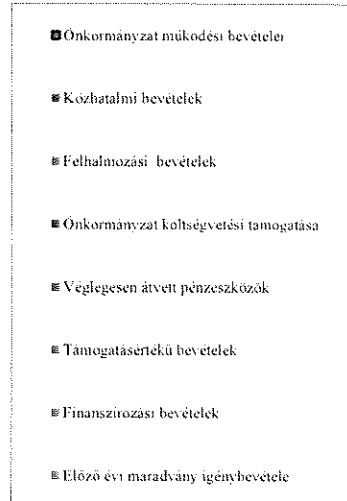 Önkormányzat működési bevételei
Közhatalmi bevételek
Felhalmozási bevételek
Önkormányzat költségvetési támogatása
Véglegesen átvett pénzeszközök
Támogatásértékű bevételek
Finanszírozási bevételek
Előző évi maradvány igénybevétele